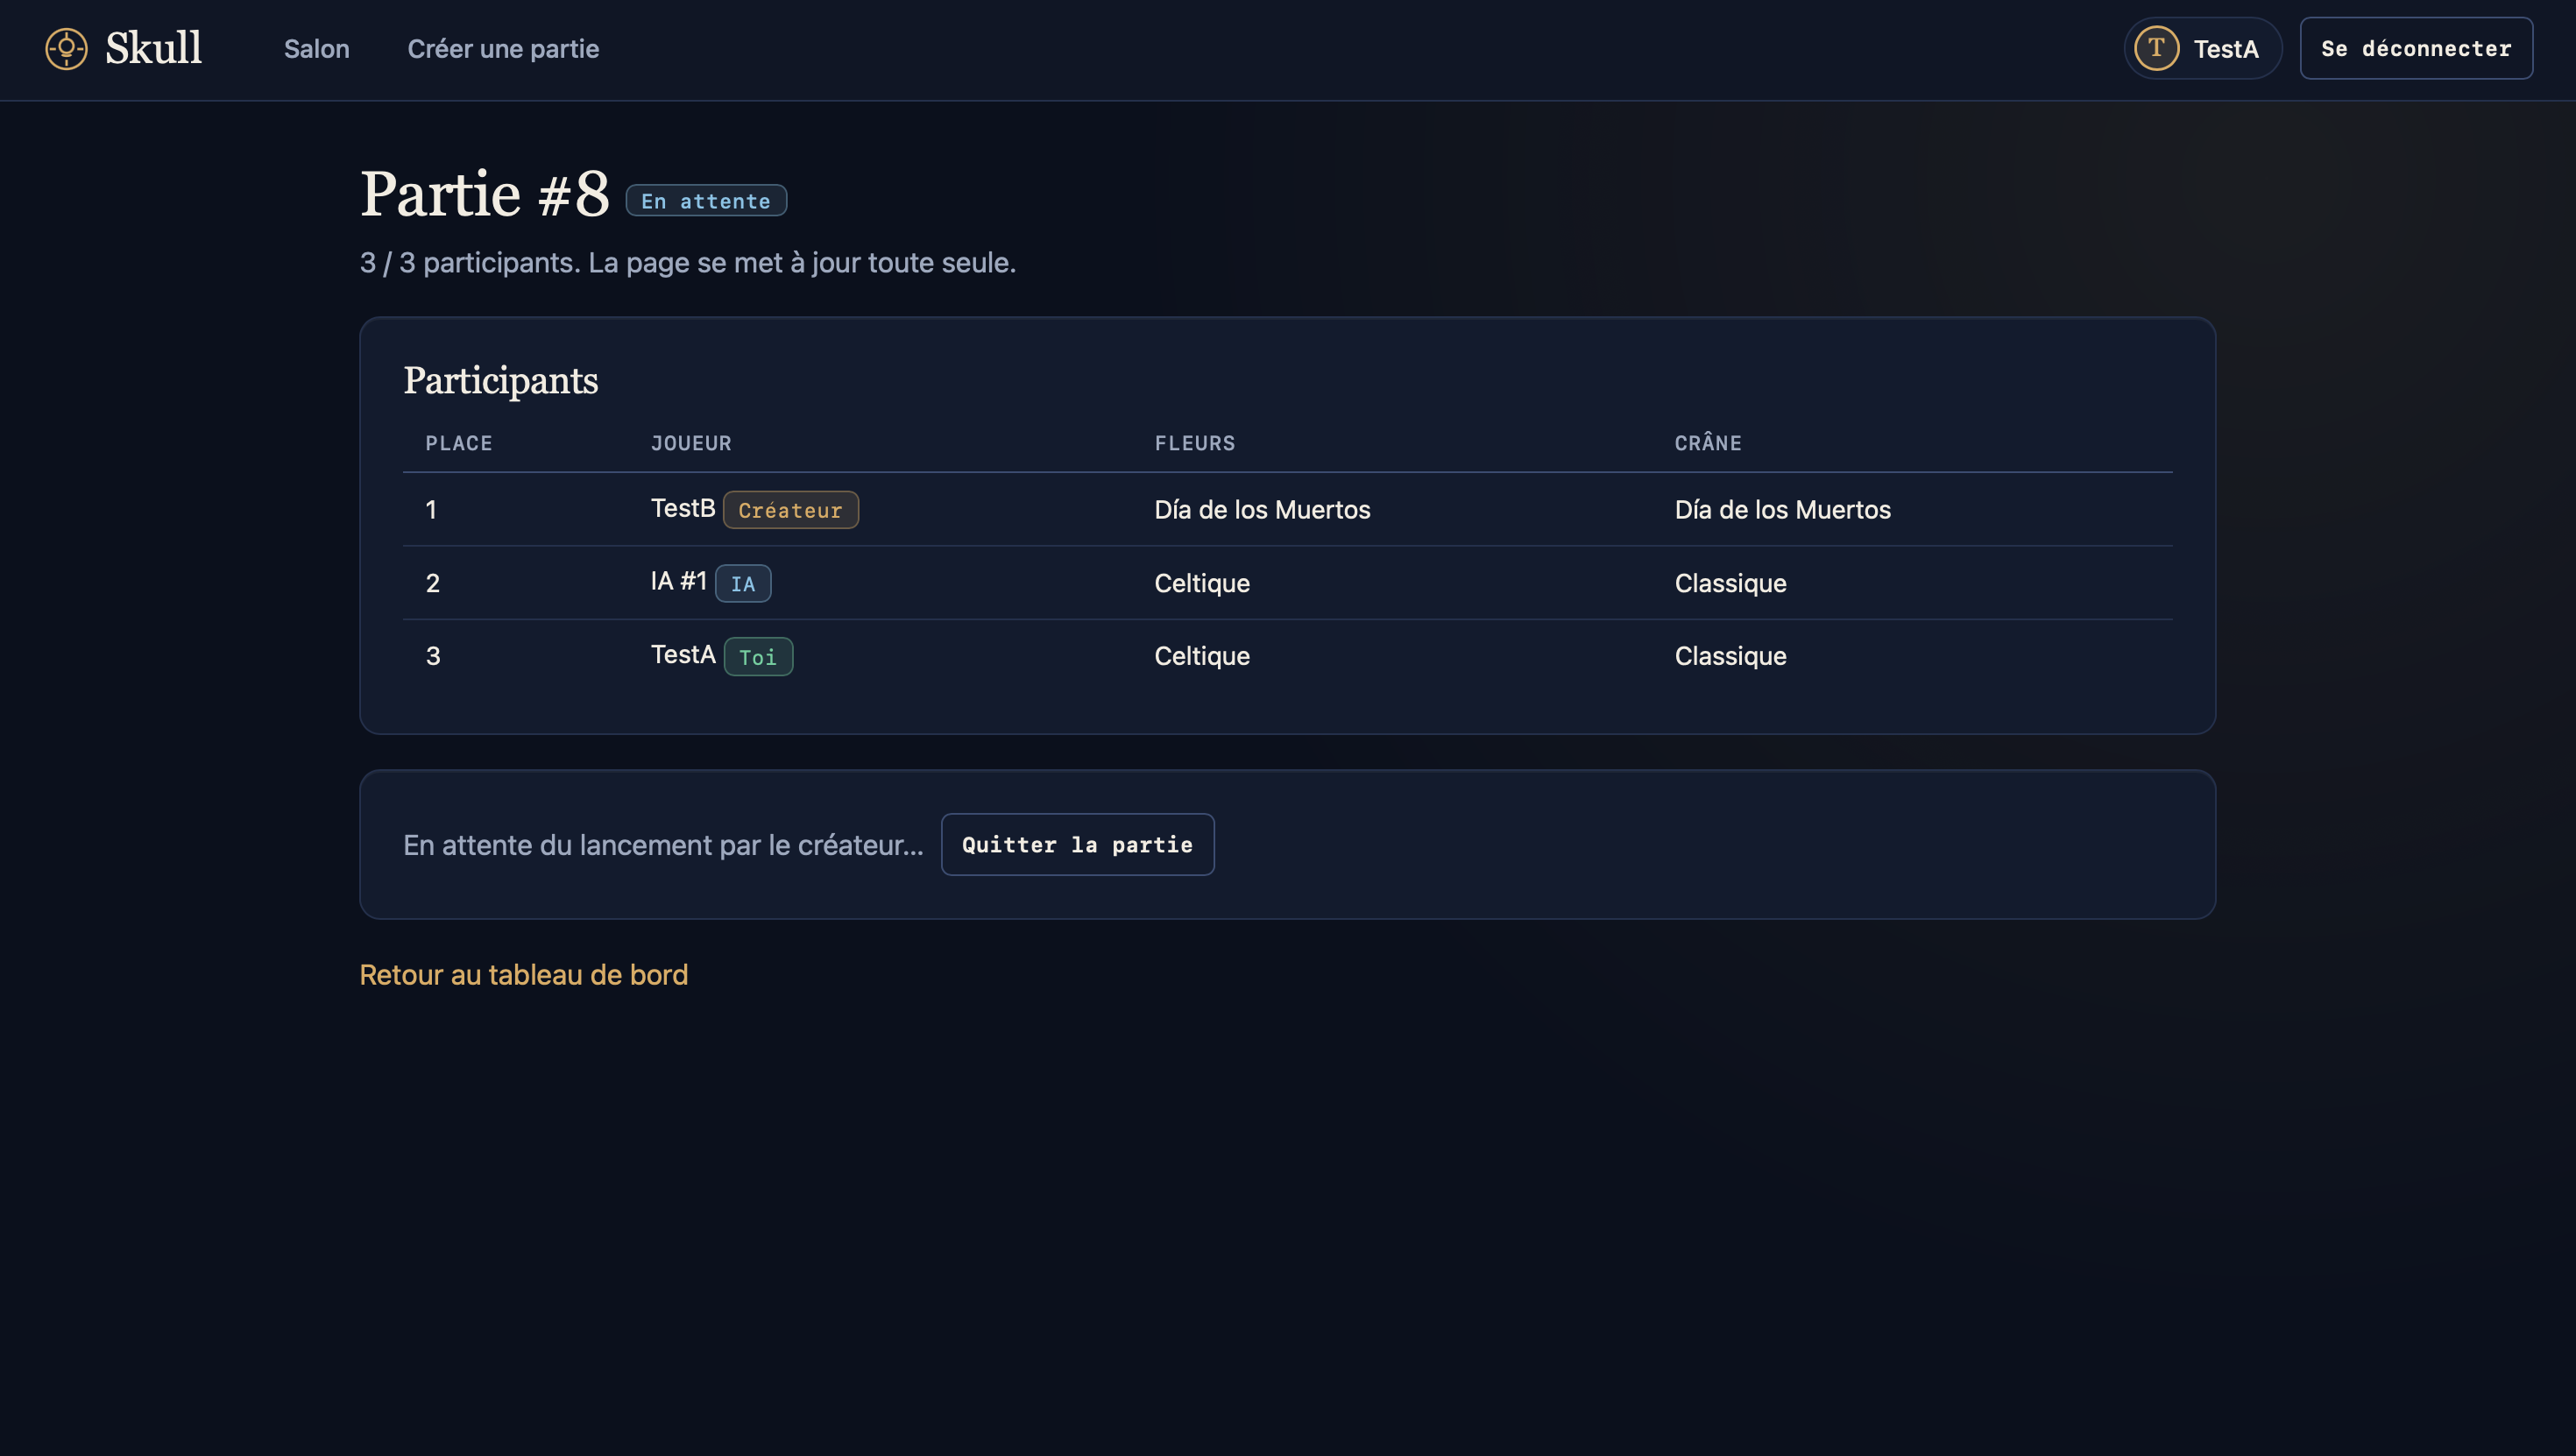 Skull Salon Créer une partie T TestA Se déconnecter
Partie #8 En attente
3 / 3 participants. La page se met à jour toute seule.
Participants
PLACE JOUEUR FLEURS CRÂNE
1 TestB Créateur Día de los Muertos Día de los Muertos
2 IA #1 IA Celtique Classique
3 TestA Toi Celtique Classique
En attente du lancement par le créateur... Quitter la partie
Retour au tableau de bord